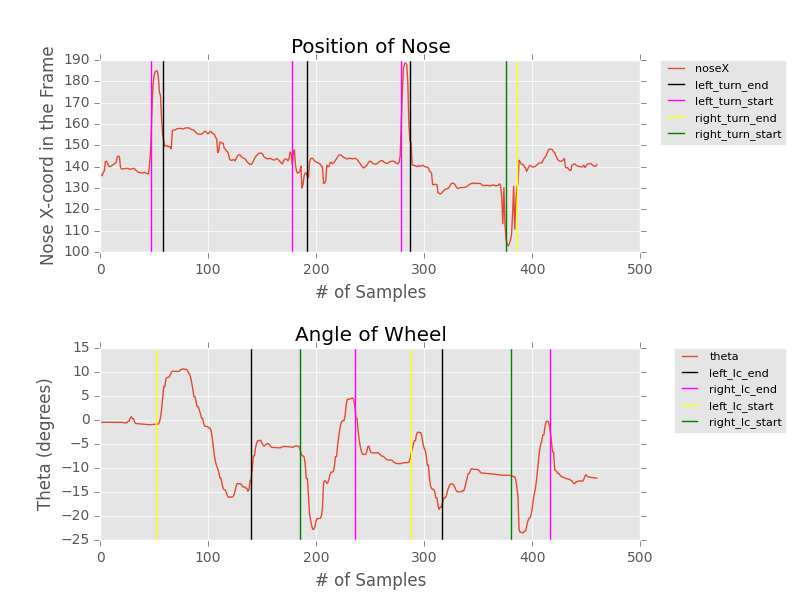 Position of Nose
Nose X-coord in the Frame
190
180
170
160
150
140
130
120
110
100
0 100 200 300 400 500
# of Samples
noseX
left_turn_end
left_turn_start
right_turn_end
right_turn_start
Angle of Wheel
Theta (degrees)
15
10
5
0
−5
−10
−15
−20
−25
0 100 200 300 400 500
# of Samples
theta
left_lc_end
right_lc_end
left_lc_start
right_lc_start